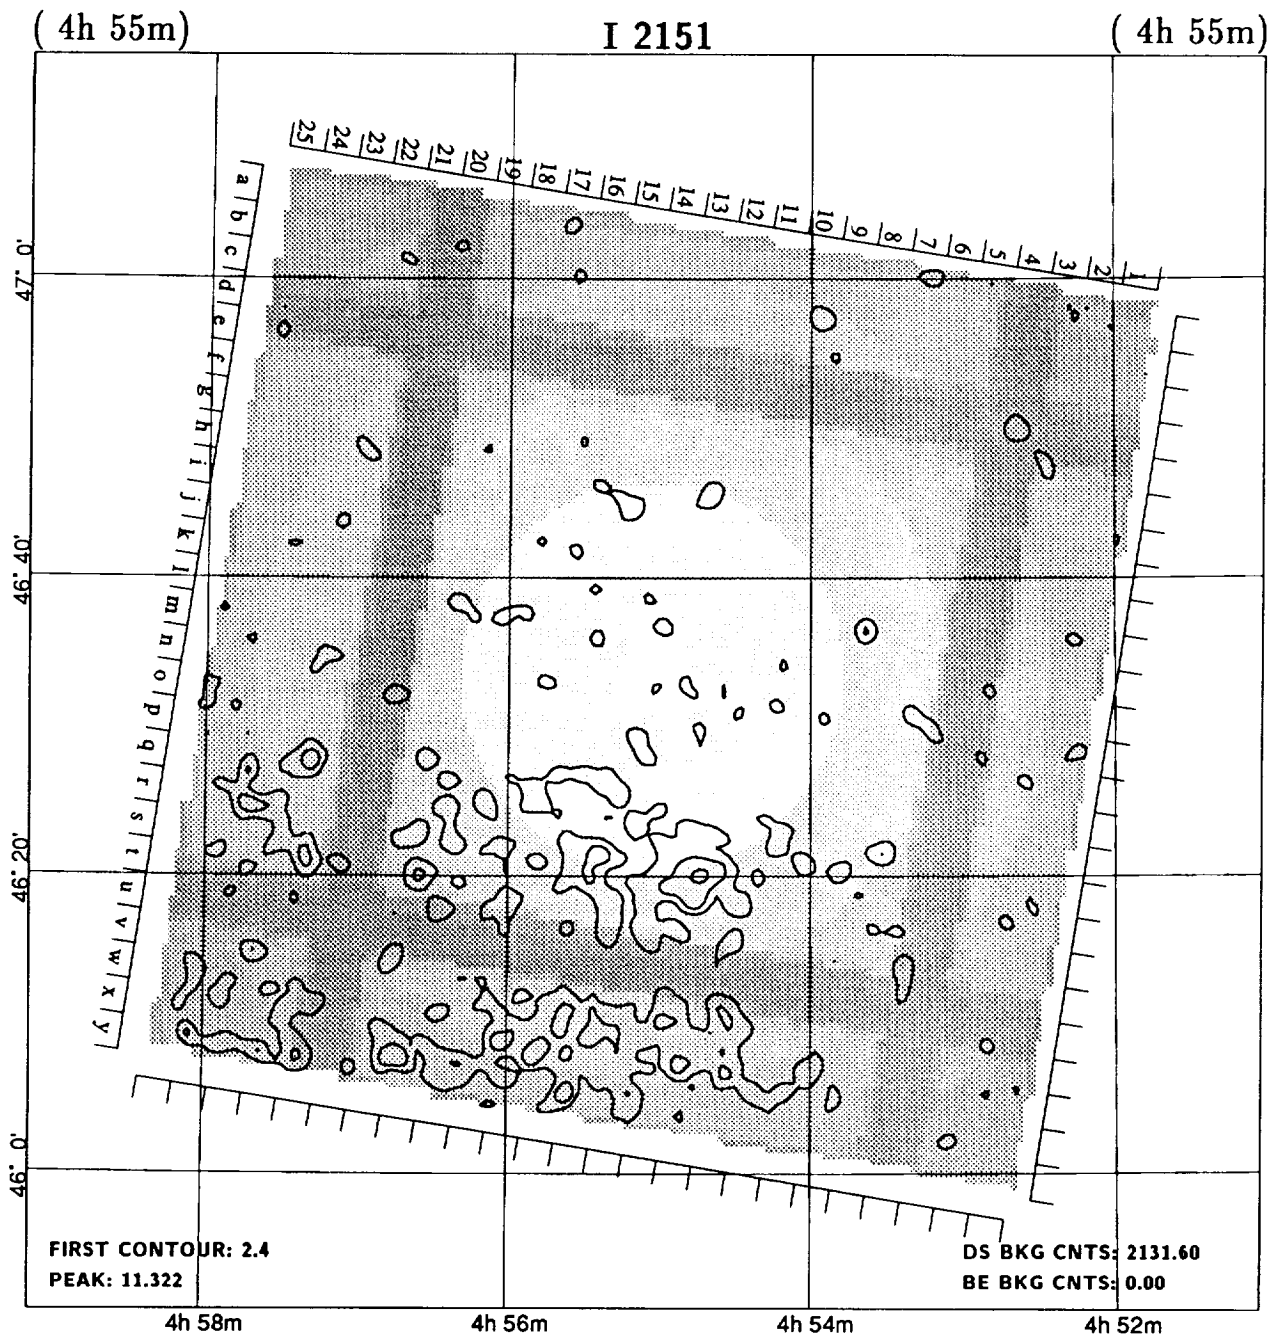 ( 4h 55m)
I 2151
( 4h 55m)
25 24 23 22 21 20 19 18 17 16 15 14 13 12 11 10 9 8 7 6 5 4 3 2 1
a b c d e f g h i j k l m n o p q r s t u v w x y
47° 0'
46° 40'
46° 20'
46° 0'
FIRST CONTOUR: 2.4
PEAK: 11.322
DS BKG CNTS: 2131.60
BE BKG CNTS: 0.00
4h 58m
4h 56m
4h 54m
4h 52m